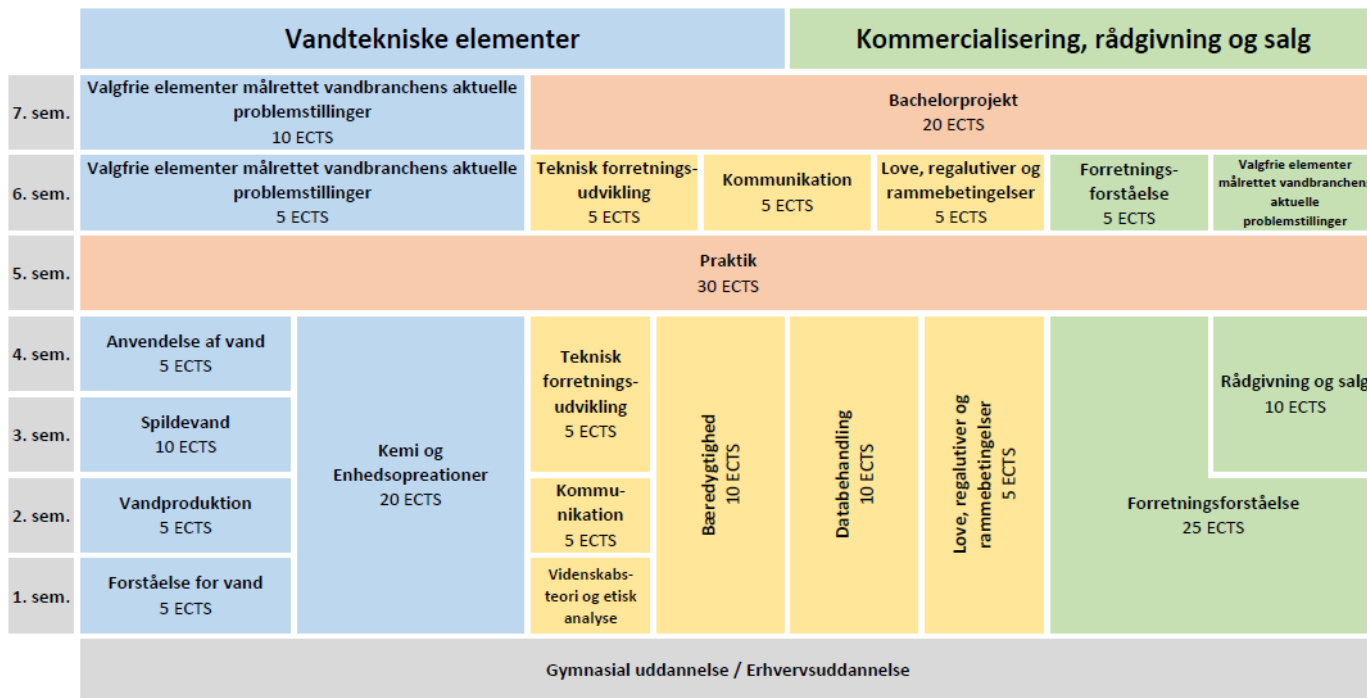 Vandtekniske elementer
Kommercialisering, rådgivning og salg
7. sem.
Valgfrie elementer målrettet vandbranchens aktuelle
problemstillinger
10 ECTS
Bachelorprojekt
20 ECTS
6. sem.
Valgfrie elementer målrettet vandbranchens aktuelle
problemstillinger
5 ECTS
Teknisk forretnings-
udvikling
5 ECTS
Kommunikation
5 ECTS
Love, regalutiver og
rammebetingelser
5 ECTS
Forretnings-
forståelse
5 ECTS
Valgfrie elementer
målrettet vandbranchens
aktuelle
problemstillinger
5. sem.
Praktik
30 ECTS
4. sem.
Anvendelse af vand
5 ECTS
3. sem.
Spildevand
10 ECTS
2. sem.
Vandproduktion
5 ECTS
1. sem.
Forståelse for vand
5 ECTS
Kemi og
Enhedsopreationer
20 ECTS
Teknisk
forretnings-
udvikling
5 ECTS
Kommu-
nikation
5 ECTS
Videnskabs-
teori og etisk
analyse
Bæredygtighed
10 ECTS
Databehandling
10 ECTS
Love, regalutiver og
rammebetingelser
5 ECTS
Rådgivning og salg
10 ECTS
Forretningsforståelse
25 ECTS
Gymnasial uddannelse / Erhvervsuddannelse